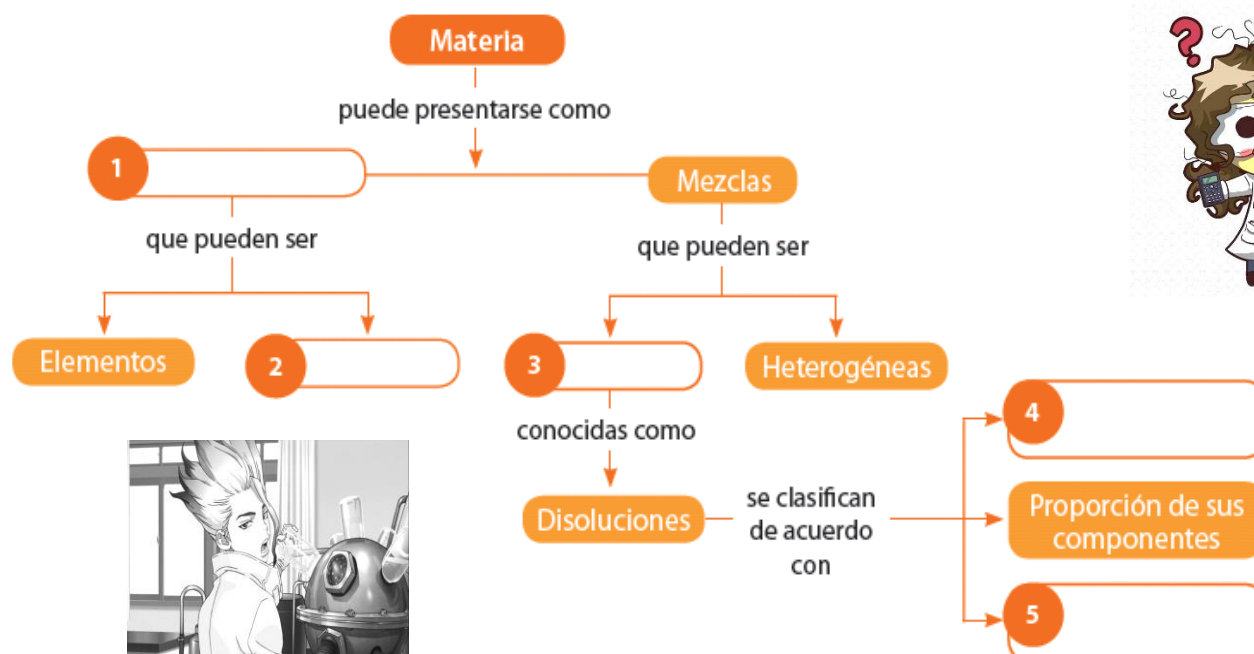 Materia
puede presentarse como
1
Mezclas
que pueden ser
que pueden ser
Elementos
2
3
Heterogéneas
4
conocidas como
Disoluciones
se clasifican
de acuerdo
con
Proporción de sus
componentes
5
?